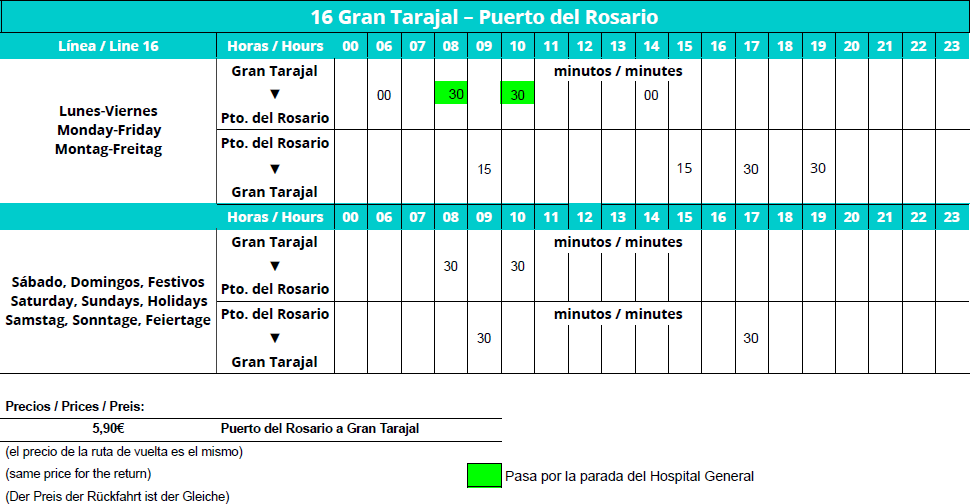 16 Gran Tarajal – Puerto del Rosario
Línea / Line 16 Horas / Hours 00 06 07 08 09 10 11 12 13 14 15 16 17 18 19 20 21 22 23
Lunes-Viernes
Monday-Friday
Montag-Freitag
Gran Tarajal minutos / minutes
▼ 00 30 30 00
Pto. del Rosario
Pto. del Rosario
▼ 15 15 30 30
Gran Tarajal
Horas / Hours 00 06 07 08 09 10 11 12 13 14 15 16 17 18 19 20 21 22 23
Sábado, Domingos, Festivos
Saturday, Sundays, Holidays
Samstag, Sonntage, Feiertage
Gran Tarajal minutos / minutes
▼ 30 30
Pto. del Rosario
Pto. del Rosario minutos / minutes
▼ 30 30
Gran Tarajal
Precios / Prices / Preis:
5,90€ Puerto del Rosario a Gran Tarajal
(el precio de la ruta de vuelta es el mismo)
(same price for the return)
(Der Preis der Rückfahrt ist der Gleiche)
Pasa por la parada del Hospital General